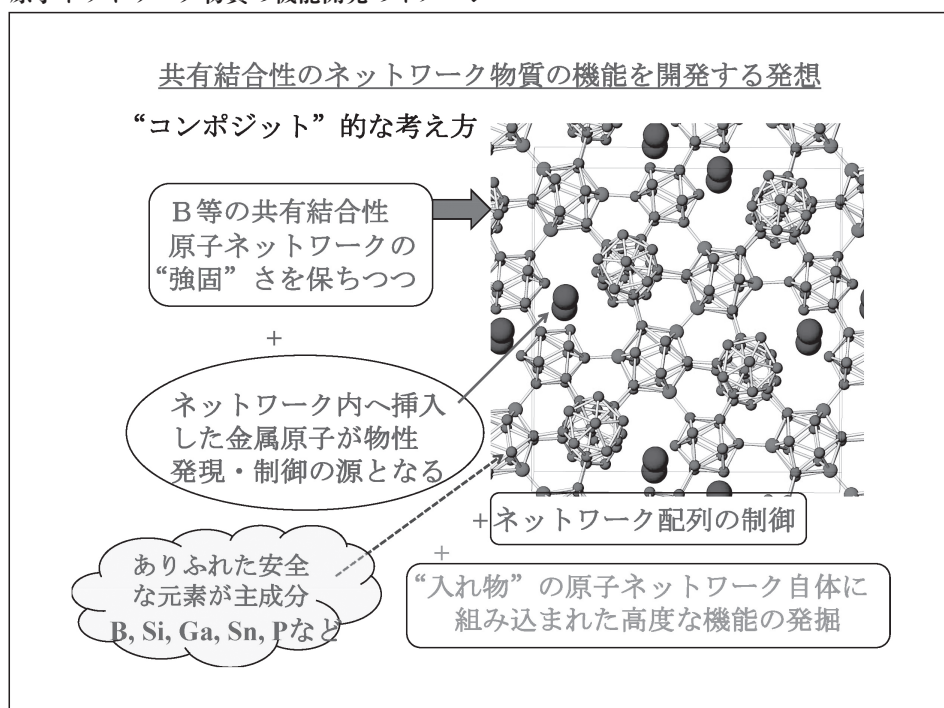 共有結合性のネットワーク物質の機能を開発する発想
“コンポジット”的な考え方
B等の共有結合性
原子ネットワークの
“強固”さを保ちつつ
+
ネットワーク内へ挿入
した金属原子が物性
発現・制御の源となる
+ネットワーク配列の制御
+
ありふれた安全
な元素が主成分
B, Si, Ga, Sn, Pなど
“入れ物”の原子ネットワーク自体に
組み込まれた高度な機能の発掘